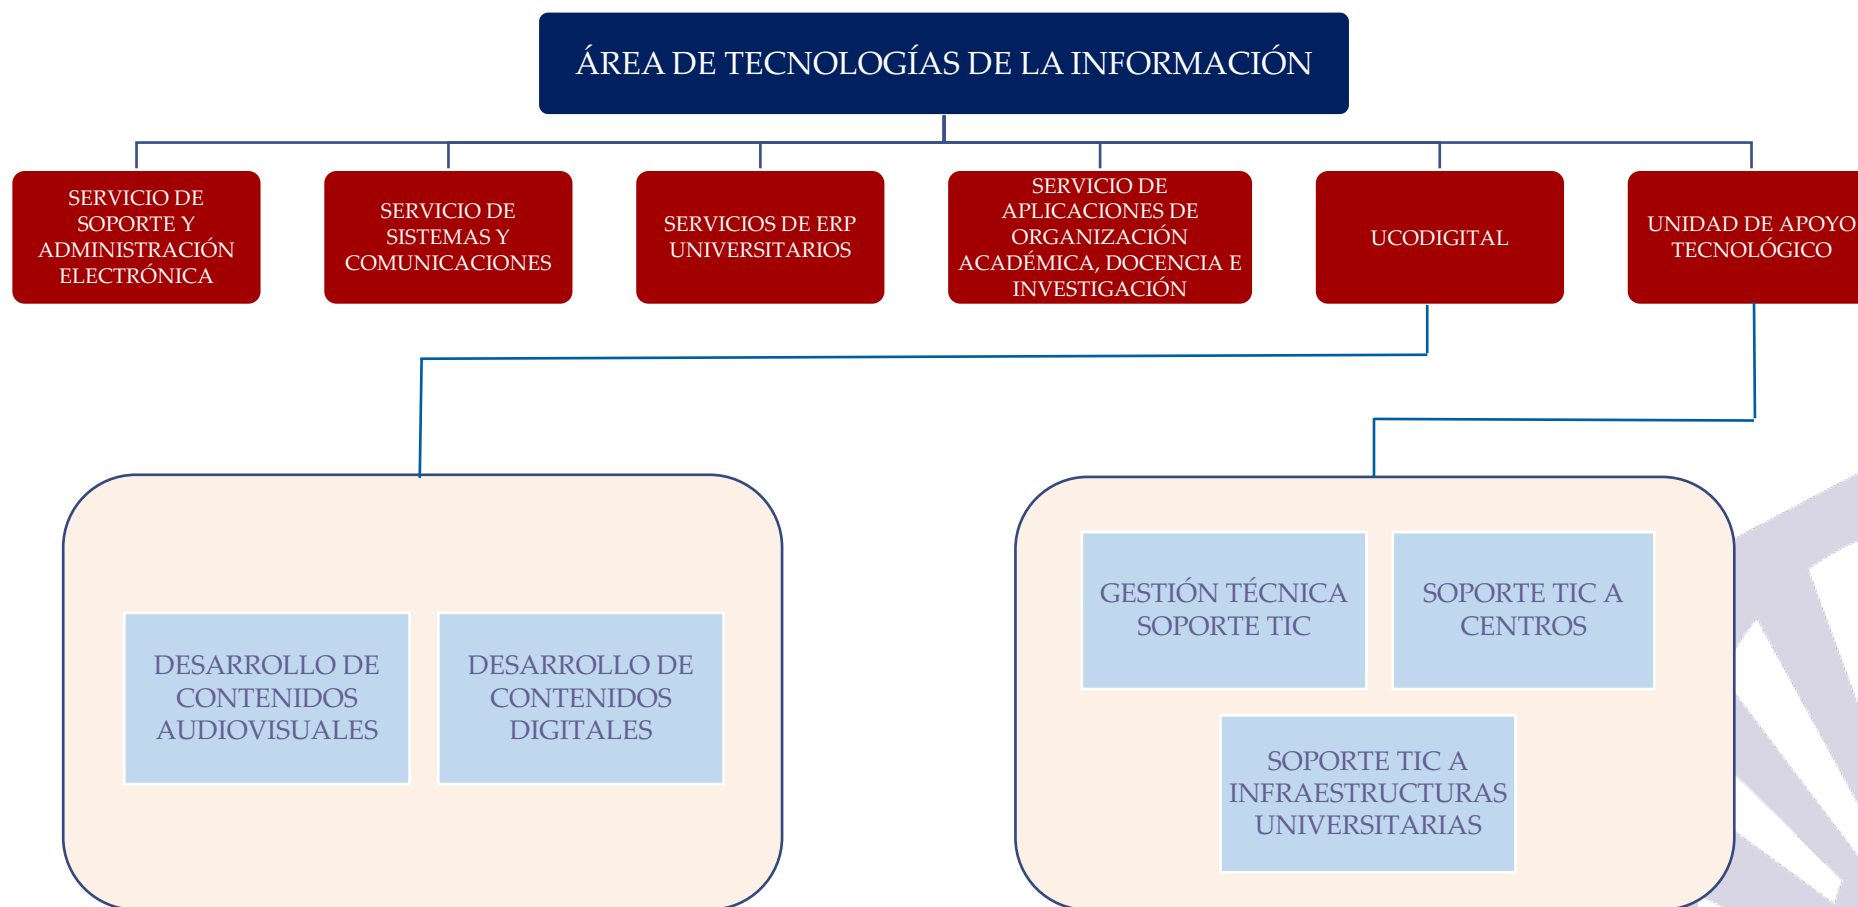 ÁREA DE TECNOLOGÍAS DE LA INFORMACIÓN
SERVICIO DE
SOPORTE Y
ADMINISTRACIÓN
ELECTRÓNICA
SERVICIO DE
SISTEMAS Y
COMUNICACIONES
SERVICIOS DE ERP
UNIVERSITARIOS
SERVICIO DE
APLICACIONES DE
ORGANIZACIÓN
ACADÉMICA, DOCENCIA E
INVESTIGACIÓN
UCODIGITAL
UNIDAD DE APOYO
TECNOLÓGICO
DESARROLLO DE
CONTENIDOS
AUDIOVISUALES
DESARROLLO DE
CONTENIDOS
DIGITALES
GESTIÓN TÉCNICA
SOPORTE TIC
SOPORTE TIC A
CENTROS
SOPORTE TIC A
INFRAESTRUCTURAS
UNIVERSITARIAS